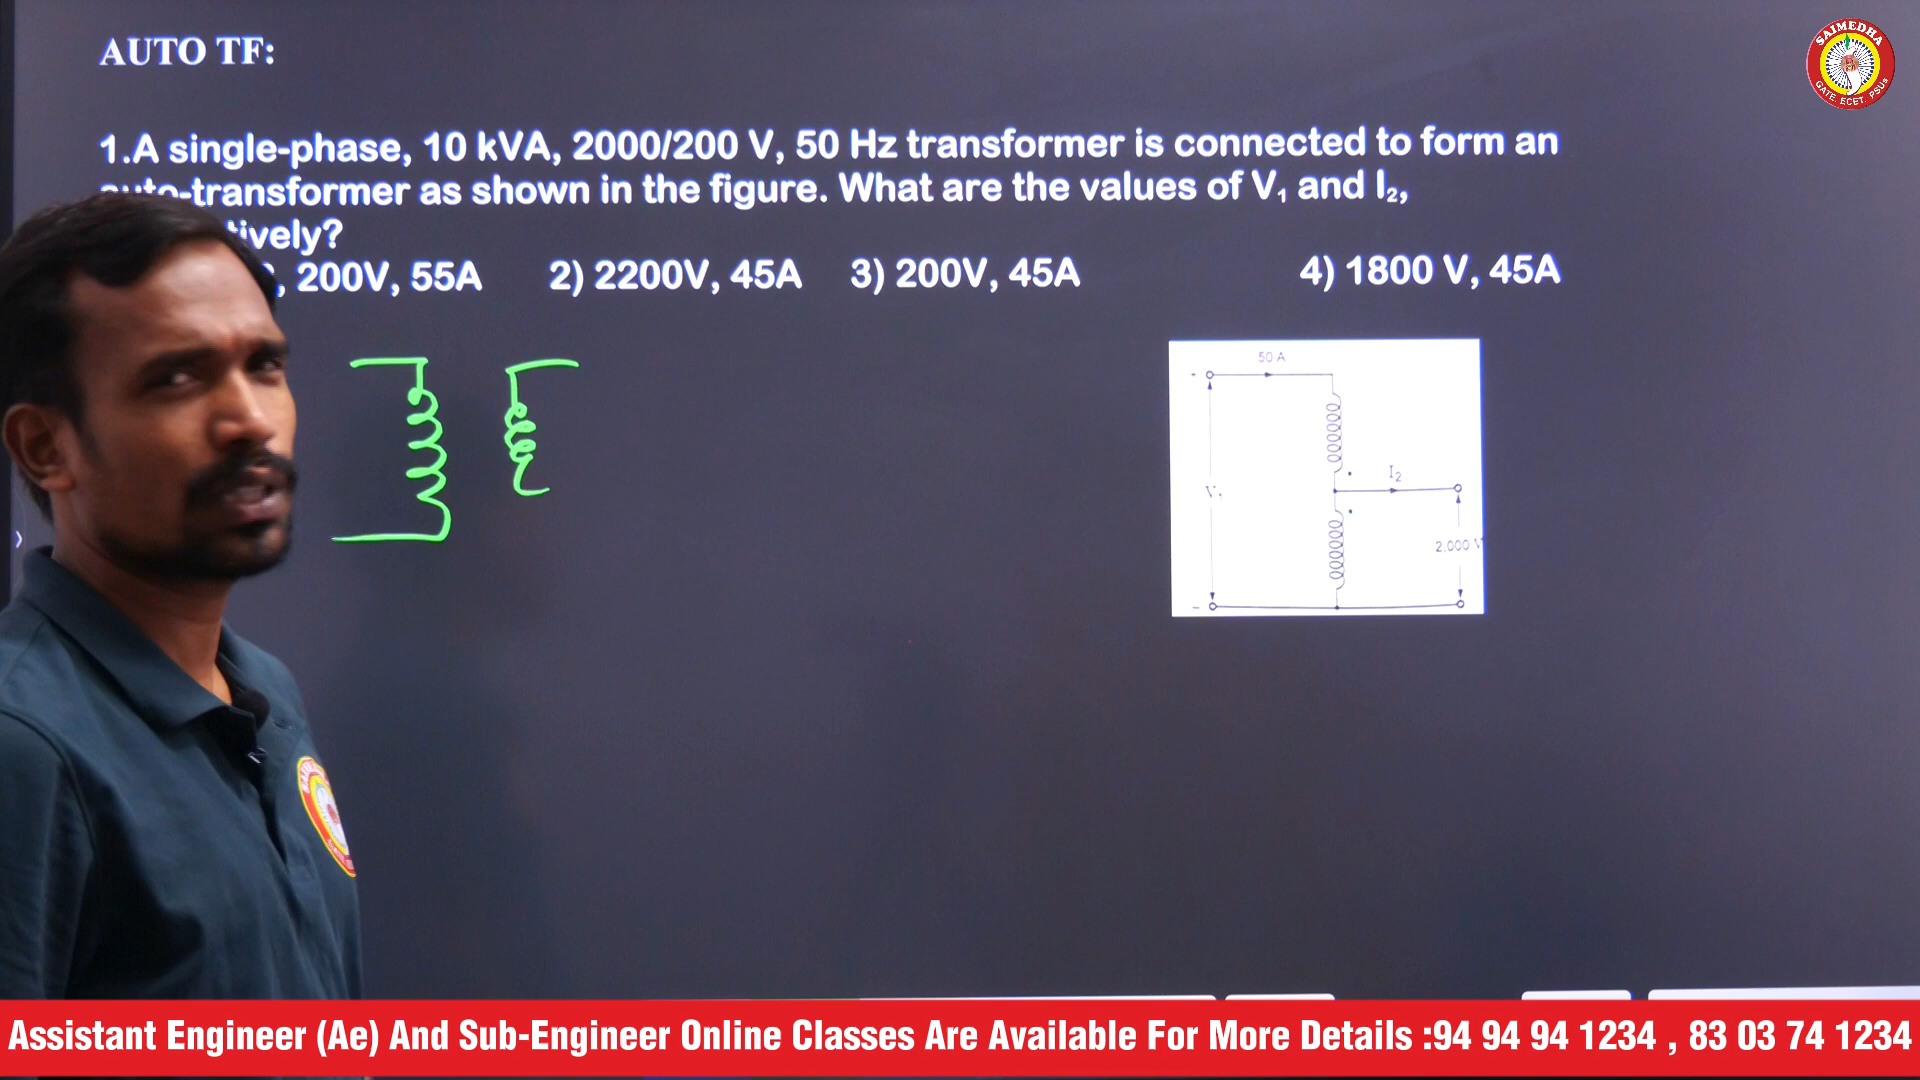 AUTO TF:
SAIMEDHA
GATE. ECET. PSUs
1.A single-phase, 10 kVA, 2000/200 V, 50 Hz transformer is connected to form an
auto-transformer as shown in the figure. What are the values of V₁ and I₂,
tively?
, 200V, 55A 2) 2200V, 45A 3) 200V, 45A 4) 1800 V, 45A
50 A
+
I₂
V₁
2,000 V
−
Assistant Engineer (Ae) And Sub-Engineer Online Classes Are Available For More Details :94 94 94 1234 , 83 03 74 1234